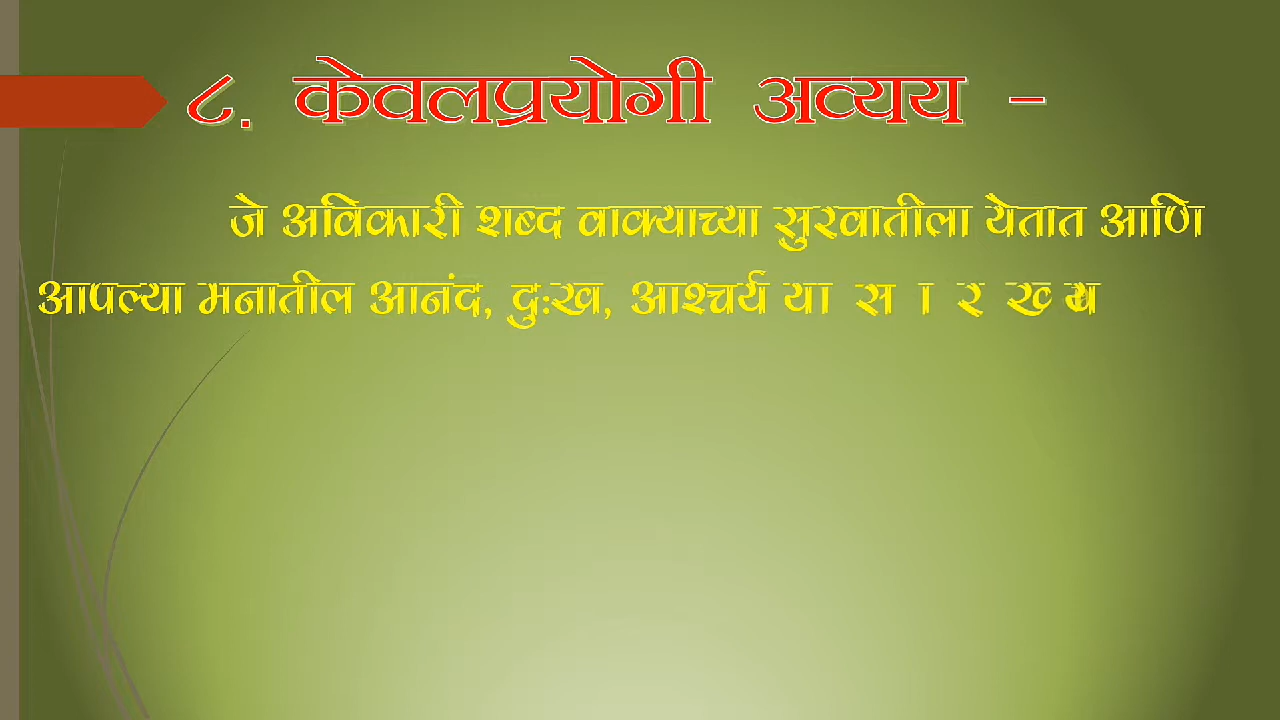 ८. केवलप्रयोगी अव्यय -
जे अविकारी शब्द वाक्याच्या सुरवातीला येतात आणि
आपल्या मनातील आनंद, दुःख, आश्चर्य या